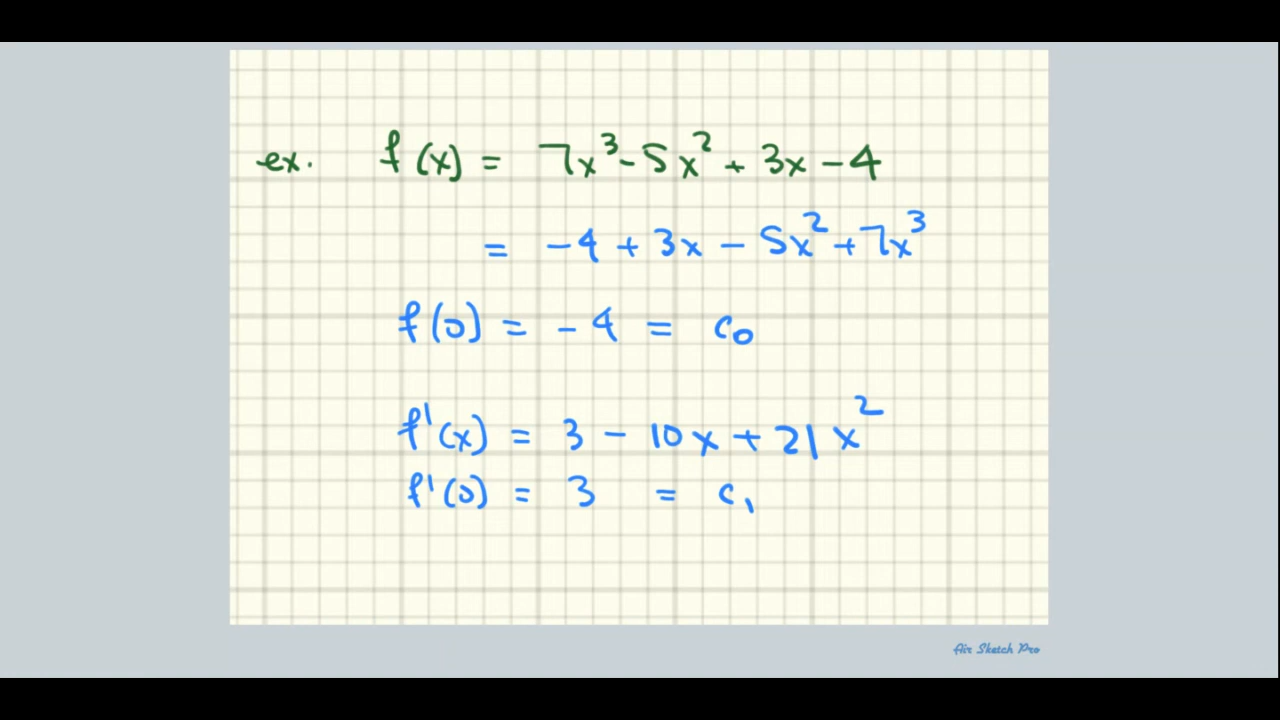 ex. f(x) = 7x³ - 5x² + 3x - 4
= -4 + 3x - 5x² + 7x³
f(0) = -4 = c₀
f'(x) = 3 - 10x + 21x²
f'(0) = 3 = c₁
Air Sketch Pro